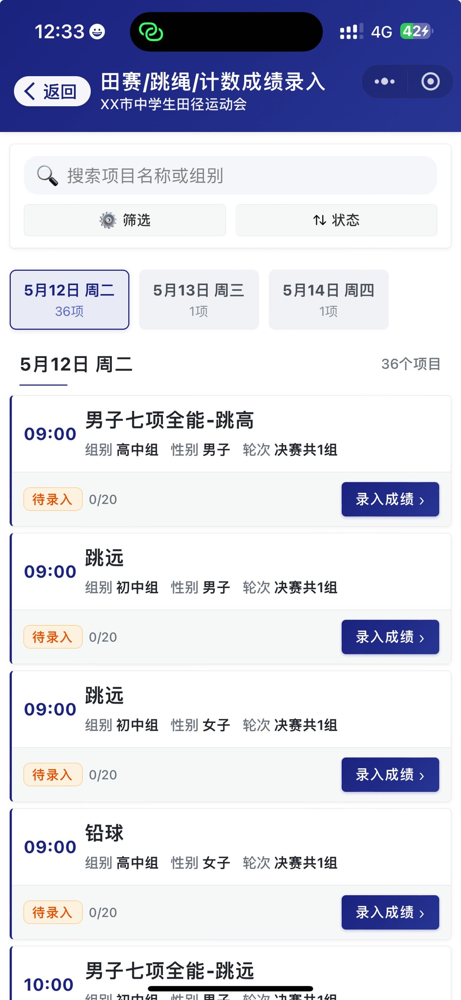 12:33
4G 42
返回
田赛/跳绳/计数成绩录入
XX市中学生田径运动会
搜索项目名称或组别
筛选
状态
5月12日 周二
36项
5月13日 周三
1项
5月14日 周四
1项
5月12日 周二
36个项目
09:00
男子七项全能-跳高
组别 高中组 性别 男子 轮次 决赛共1组
待录入 0/20 录入成绩 ›
09:00
跳远
组别 初中组 性别 男子 轮次 决赛共1组
待录入 0/20 录入成绩 ›
09:00
跳远
组别 初中组 性别 女子 轮次 决赛共1组
待录入 0/20 录入成绩 ›
09:00
铅球
组别 高中组 性别 女子 轮次 决赛共1组
待录入 0/20 录入成绩 ›
10:00
男子七项全能-跳远
组别 初中组 性别 男子 轮次 决赛共1组